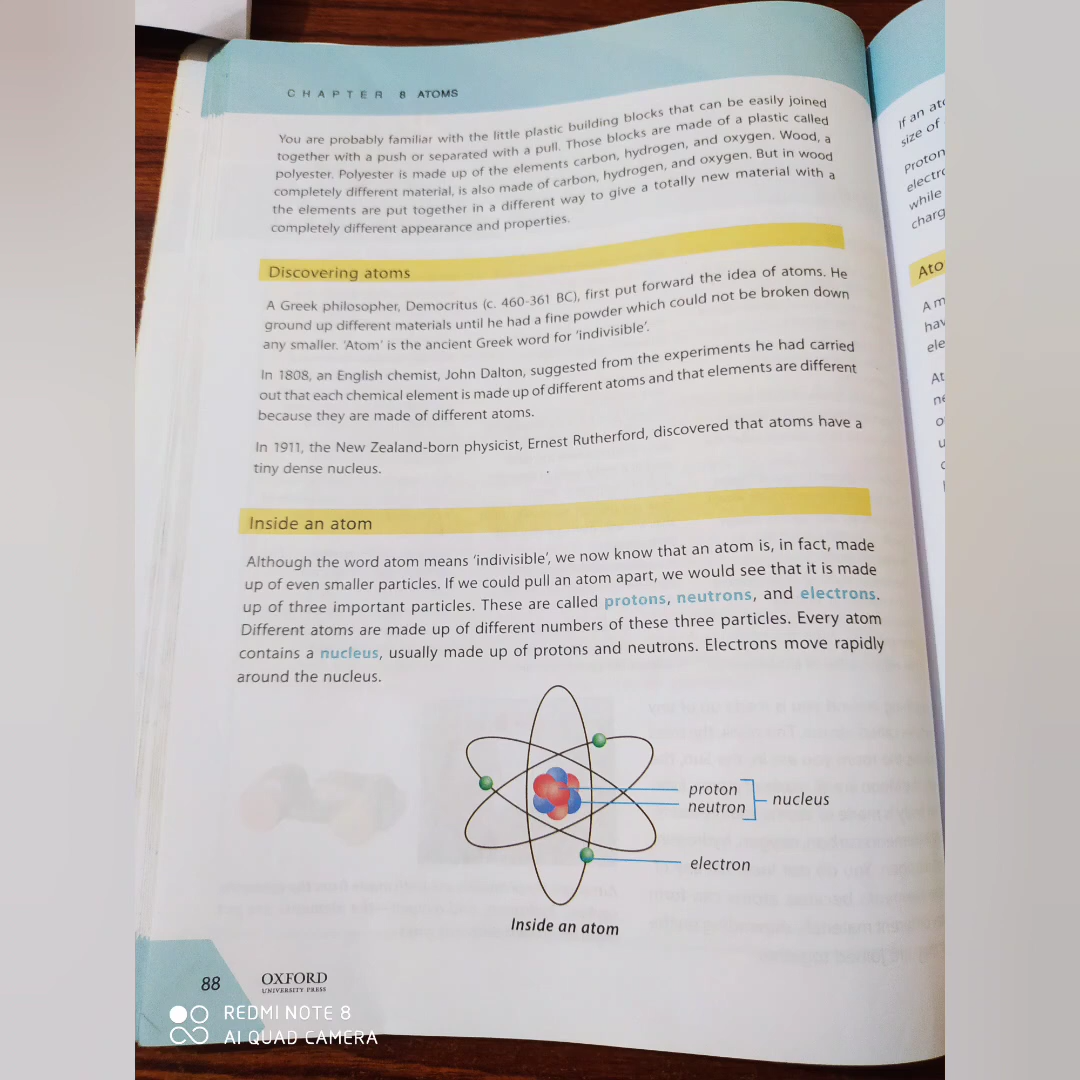 CHAPTER 8 ATOMS
You are probably familiar with the little plastic building blocks that can be easily joined
together with a push or separated with a pull. Those blocks are made of a plastic called
polyester. Polyester is made up of the elements carbon, hydrogen, and oxygen. Wood, a
completely different material, is also made of carbon, hydrogen, and oxygen. But in wood
the elements are put together in a different way to give a totally new material with a
completely different appearance and properties.
Discovering atoms
A Greek philosopher, Democritus (c. 460-361 BC), first put forward the idea of atoms. He
ground up different materials until he had a fine powder which could not be broken down
any smaller. ‘Atom’ is the ancient Greek word for ‘indivisible’.
In 1808, an English chemist, John Dalton, suggested from the experiments he had carried
out that each chemical element is made up of different atoms and that elements are different
because they are made of different atoms.
In 1911, the New Zealand-born physicist, Ernest Rutherford, discovered that atoms have a
tiny dense nucleus.
Inside an atom
Although the word atom means ‘indivisible’, we now know that an atom is, in fact, made
up of even smaller particles. If we could pull an atom apart, we would see that it is made
up of three important particles. These are called protons, neutrons, and electrons.
Different atoms are made up of different numbers of these three particles. Every atom
contains a nucleus, usually made up of protons and neutrons. Electrons move rapidly
around the nucleus.
proton
neutron
nucleus
electron
Inside an atom
88
OXFORD
UNIVERSITY PRESS
REDMI NOTE 8
AI QUAD CAMERA
If an
size of
Proton
while
Ato